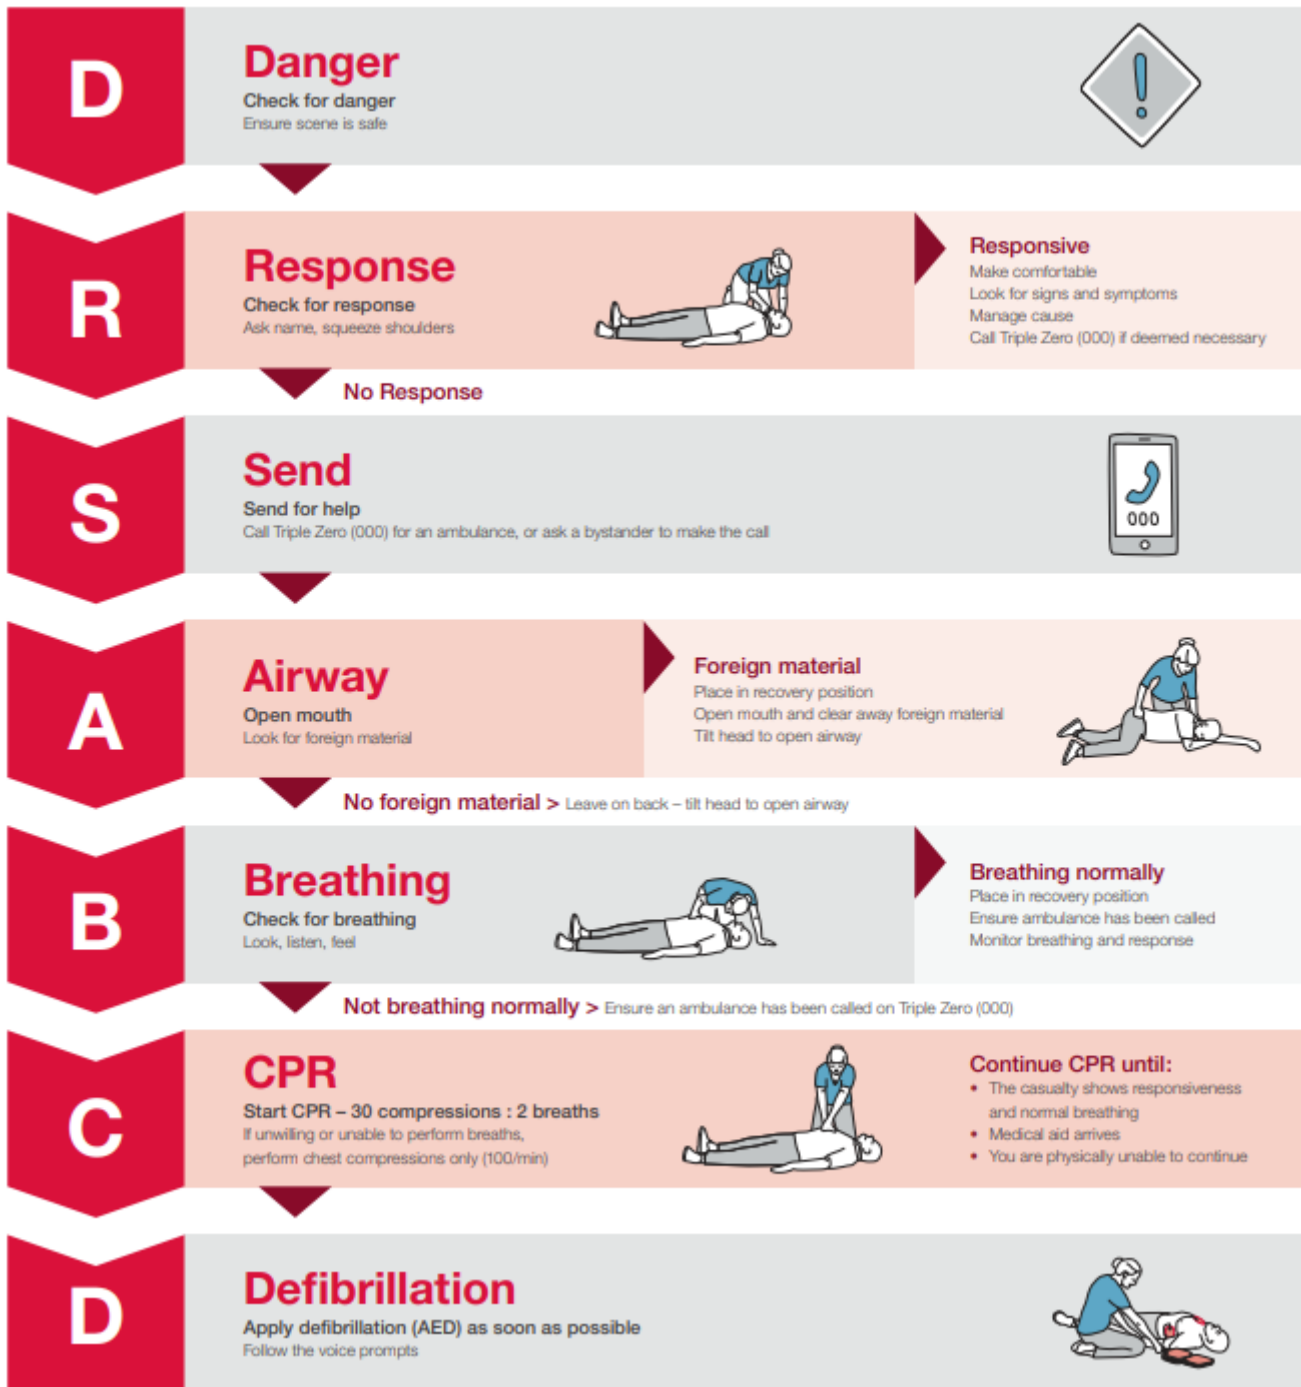 D
Danger
Check for danger
Ensure scene is safe
R
Response
Check for response
Ask name, squeeze shoulders
Responsive
Make comfortable
Look for signs and symptoms
Manage cause
Call Triple Zero (000) if deemed necessary
No Response
S
Send
Send for help
Call Triple Zero (000) for an ambulance, or ask a bystander to make the call
000
A
Airway
Open mouth
Look for foreign material
Foreign material
Place in recovery position
Open mouth and clear away foreign material
Tilt head to open airway
No foreign material > Leave on back – tilt head to open airway
B
Breathing
Check for breathing
Look, listen, feel
Breathing normally
Place in recovery position
Ensure ambulance has been called
Monitor breathing and response
Not breathing normally > Ensure an ambulance has been called on Triple Zero (000)
C
CPR
Start CPR – 30 compressions : 2 breaths
If unwilling or unable to perform breaths,
perform chest compressions only (100/min)
Continue CPR until:
• The casualty shows responsiveness
and normal breathing
• Medical aid arrives
• You are physically unable to continue
D
Defibrillation
Apply defibrillation (AED) as soon as possible
Follow the voice prompts